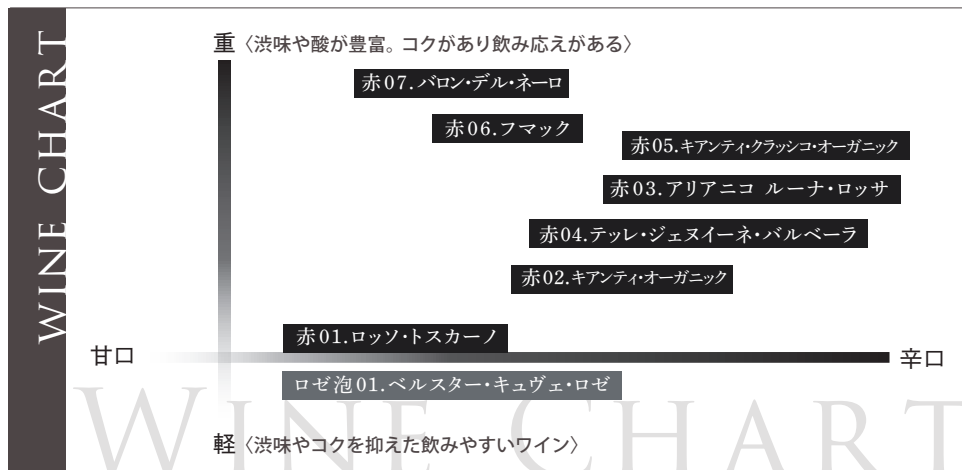 WINE CHART
重〈渋味や酸が豊富。コクがあり飲み応えがある〉
赤07.バロン・デル・ネーロ
赤06.フマック
赤05.キアンティ・クラッシコ・オーガニック
赤03.アリアニコ ルーナ・ロッサ
赤04.テッレ・ジェヌイーネ・バルベーラ
赤02.キアンティ・オーガニック
赤01.ロッソ・トスカーノ
甘口
辛口
ロゼ泡01.ベルスター・キュヴェ・ロゼ
WINE CHART
軽〈渋味やコクを抑えた飲みやすいワイン〉